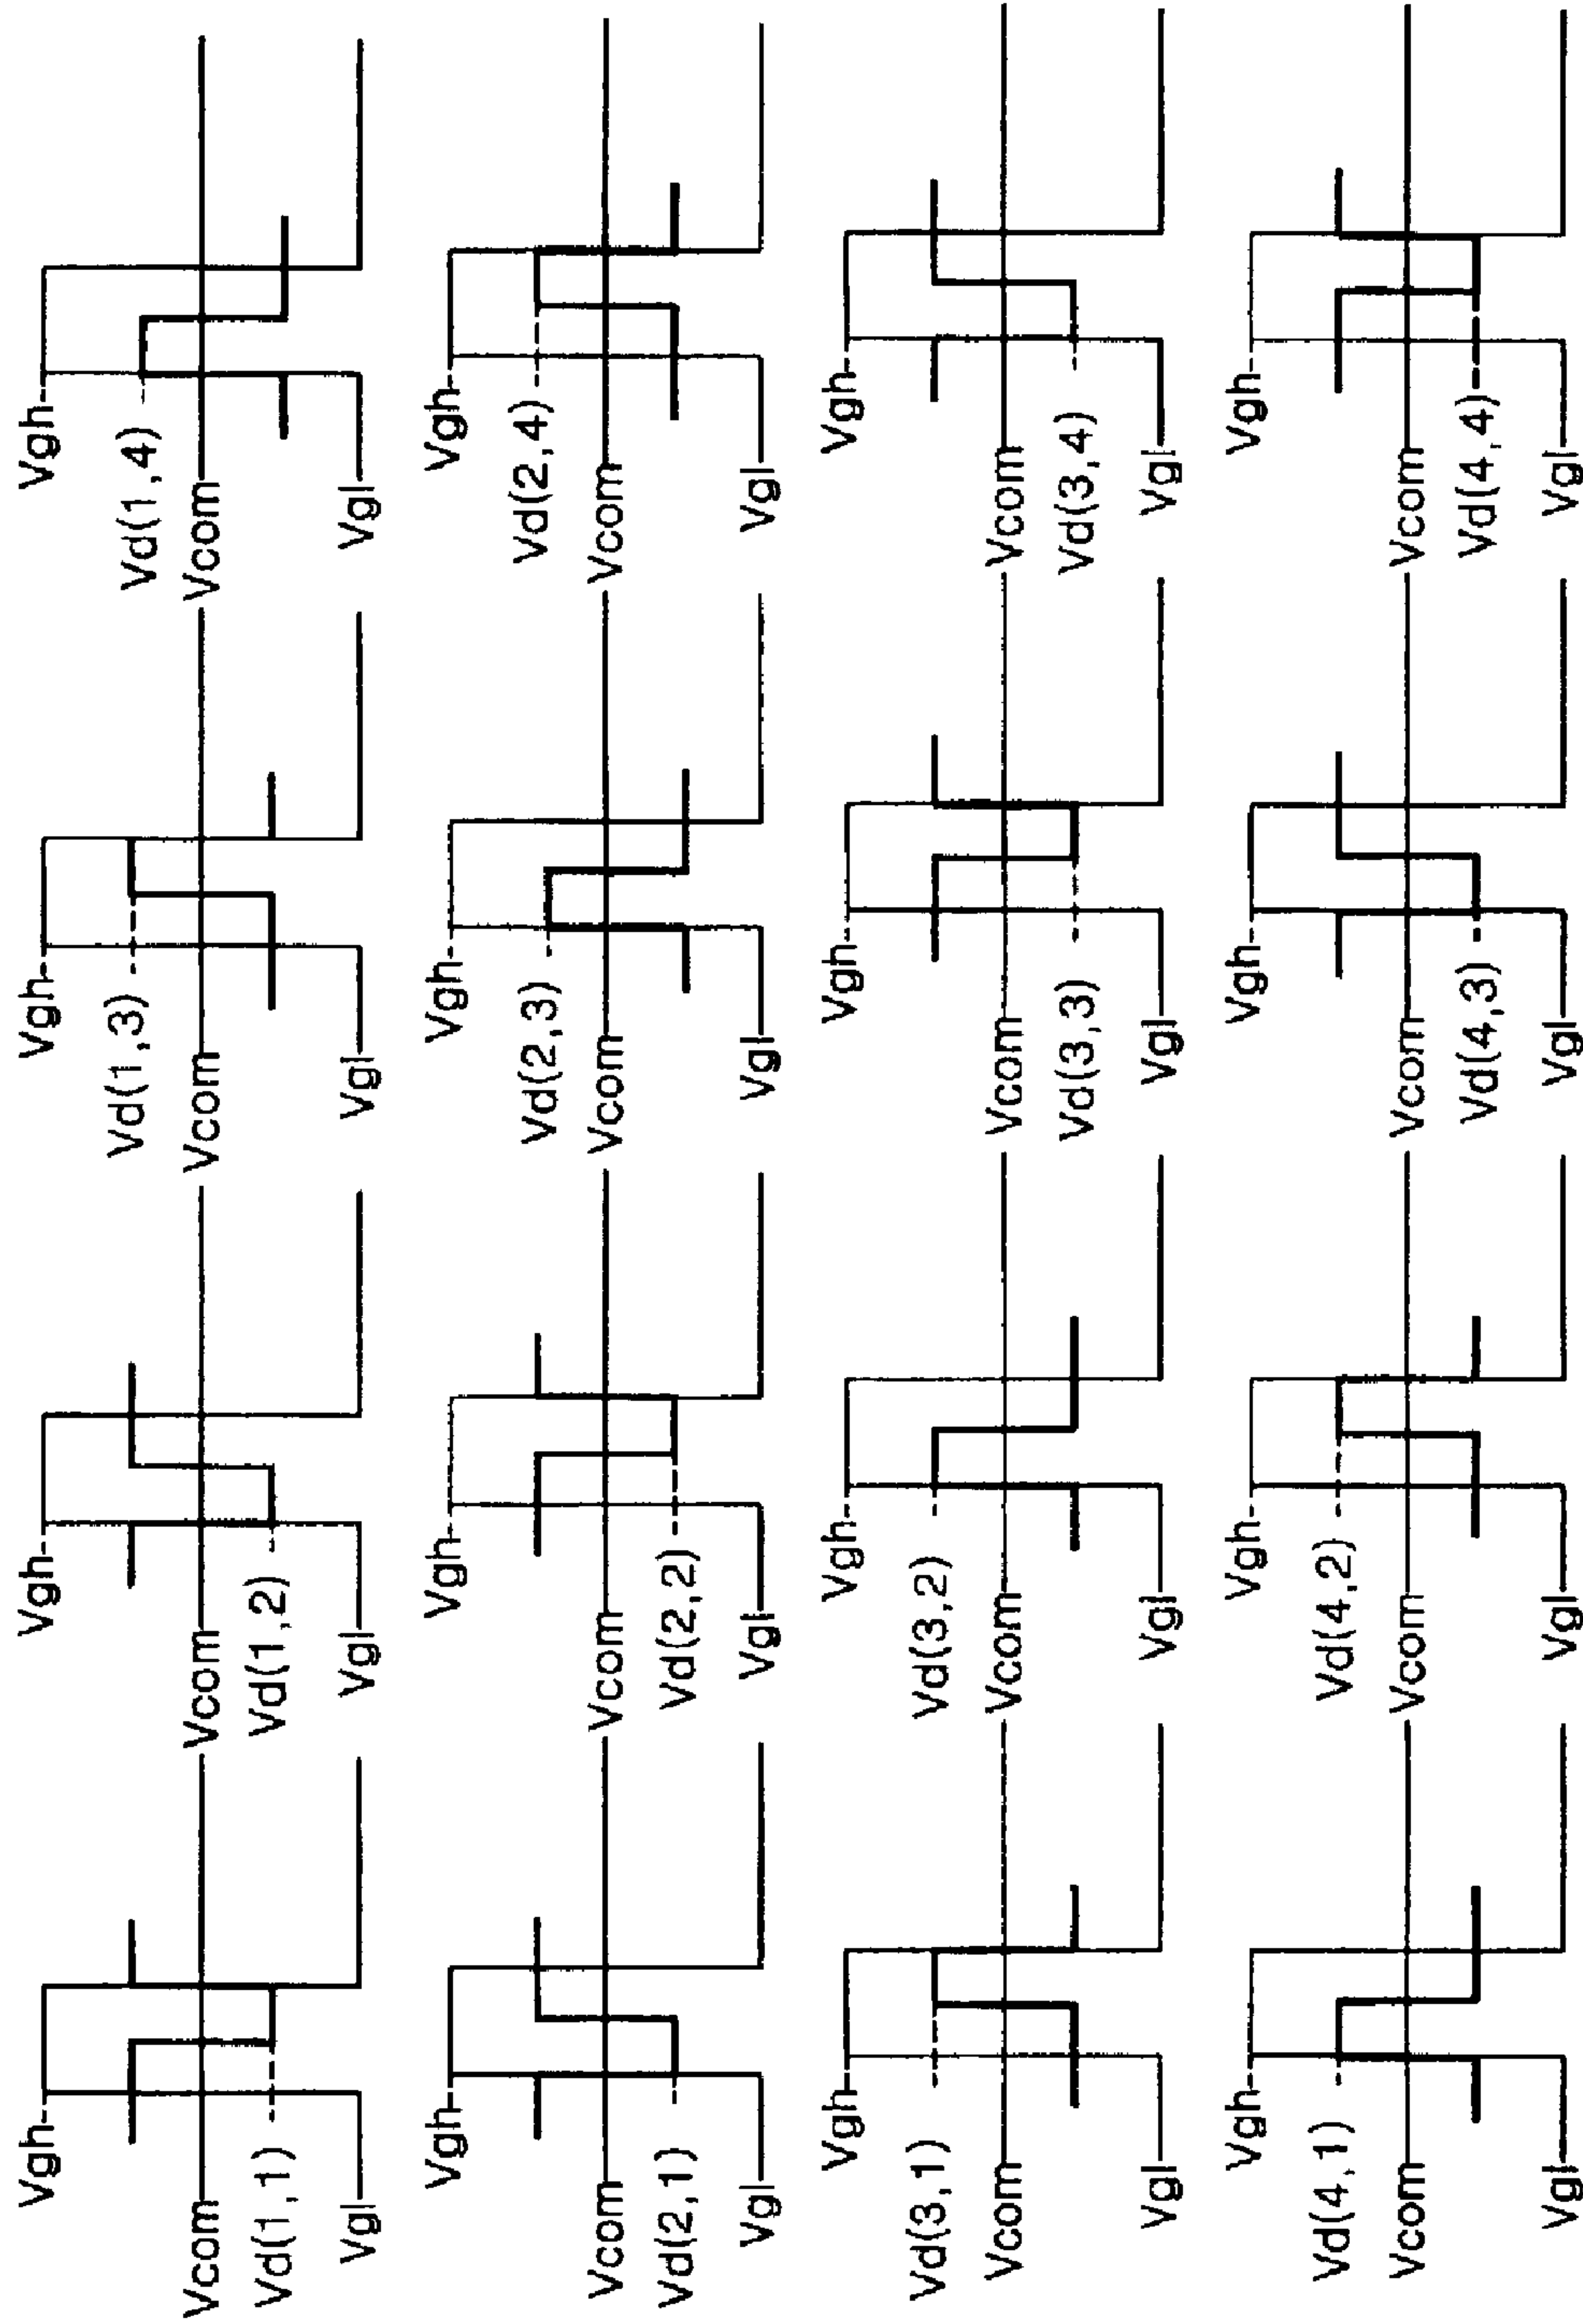 Vgh
Vcom
Vd(1,1)
Vgl
Vgh
Vcom
Vd(1,2)
Vgl
Vgh
Vd(1,3)
Vcom
Vgl
Vgh
Vd(1,4)
Vcom
Vgl
Vgh
Vcom
Vd(2,1)
Vgl
Vgh
Vcom
Vd(2,2)
Vgl
Vgh
Vd(2,3)
Vcom
Vgl
Vgh
Vd(2,4)
Vcom
Vgl
Vgh
Vd(3,1)
Vcom
Vgl
Vgh
Vd(3,2)
Vcom
Vgl
Vgh
Vcom
Vd(3,3)
Vgl
Vgh
Vcom
Vd(3,4)
Vgl
Vgh
Vd(4,1)
Vcom
Vgl
Vgh
Vd(4,2)
Vcom
Vgl
Vgh
Vcom
Vd(4,3)
Vgl
Vgh
Vcom
Vd(4,4)
Vgl